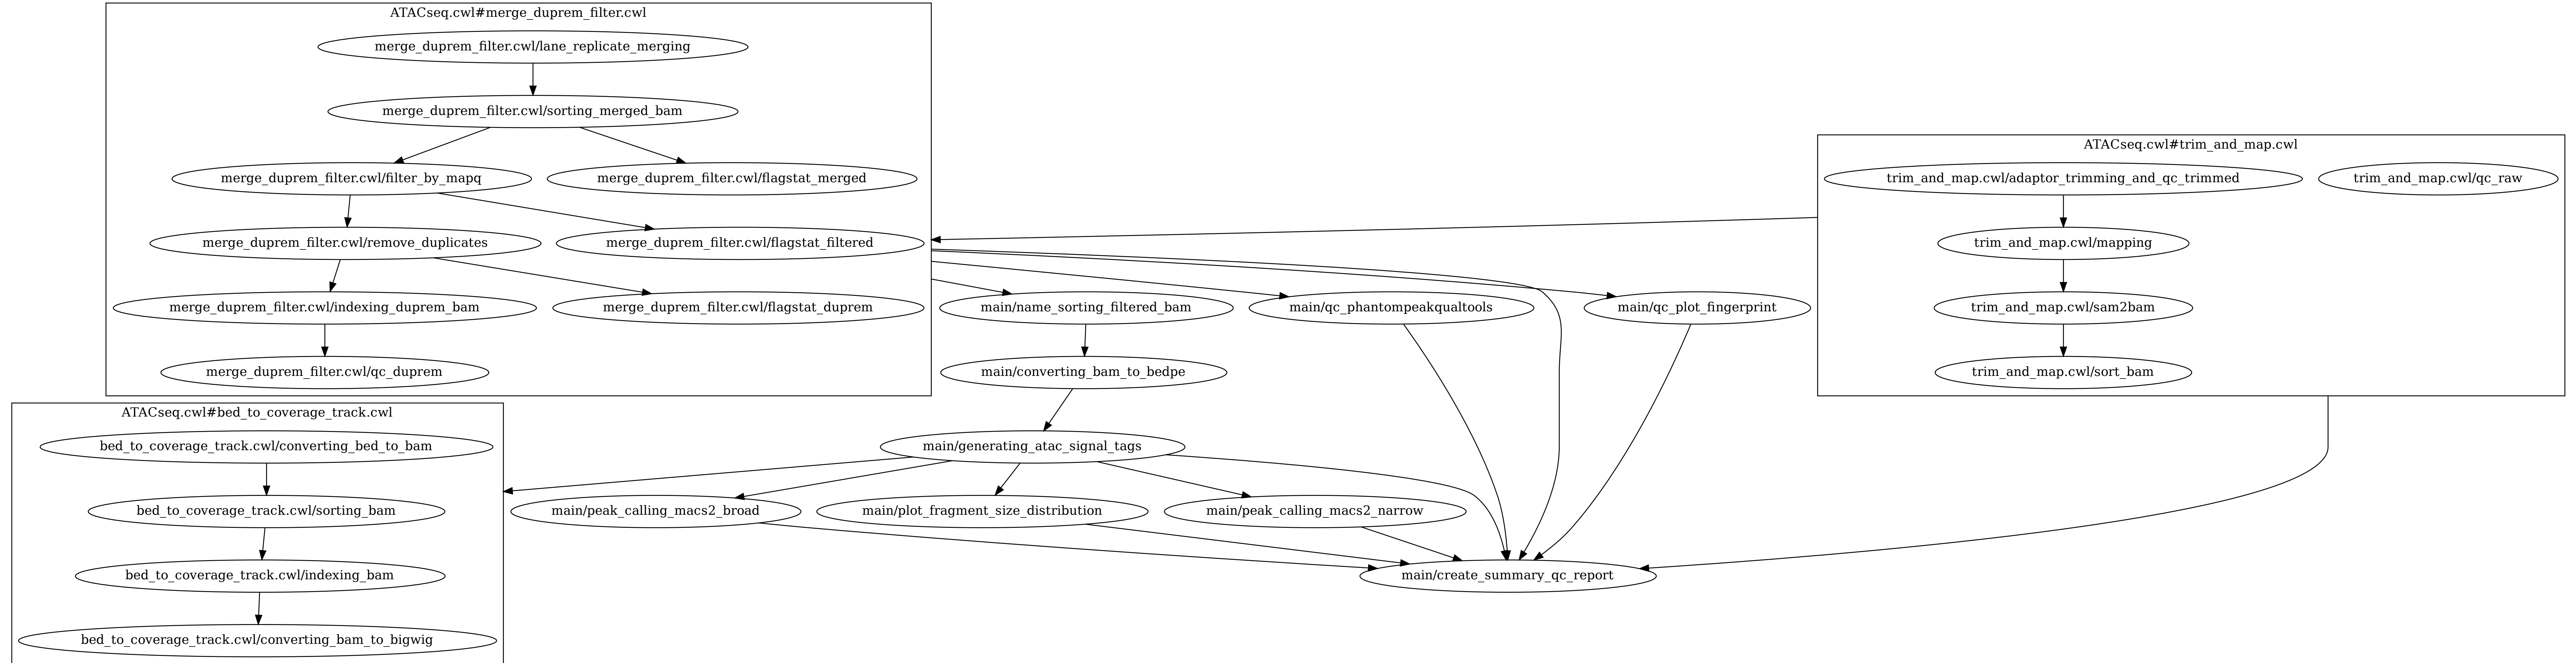 ATACseq.cwl#merge_duprem_filter.cwl
merge_duprem_filter.cwl/lane_replicate_merging
merge_duprem_filter.cwl/sorting_merged_bam
merge_duprem_filter.cwl/filter_by_mapq
merge_duprem_filter.cwl/flagstat_merged
merge_duprem_filter.cwl/remove_duplicates
merge_duprem_filter.cwl/flagstat_filtered
merge_duprem_filter.cwl/indexing_duprem_bam
merge_duprem_filter.cwl/flagstat_duprem
merge_duprem_filter.cwl/qc_duprem
ATACseq.cwl#trim_and_map.cwl
trim_and_map.cwl/adaptor_trimming_and_qc_trimmed
trim_and_map.cwl/qc_raw
trim_and_map.cwl/mapping
trim_and_map.cwl/sam2bam
trim_and_map.cwl/sort_bam
main/name_sorting_filtered_bam
main/qc_phantompeakqualtools
main/qc_plot_fingerprint
main/converting_bam_to_bedpe
main/generating_atac_signal_tags
ATACseq.cwl#bed_to_coverage_track.cwl
bed_to_coverage_track.cwl/converting_bed_to_bam
bed_to_coverage_track.cwl/sorting_bam
bed_to_coverage_track.cwl/indexing_bam
bed_to_coverage_track.cwl/converting_bam_to_bigwig
main/peak_calling_macs2_broad
main/plot_fragment_size_distribution
main/peak_calling_macs2_narrow
main/create_summary_qc_report